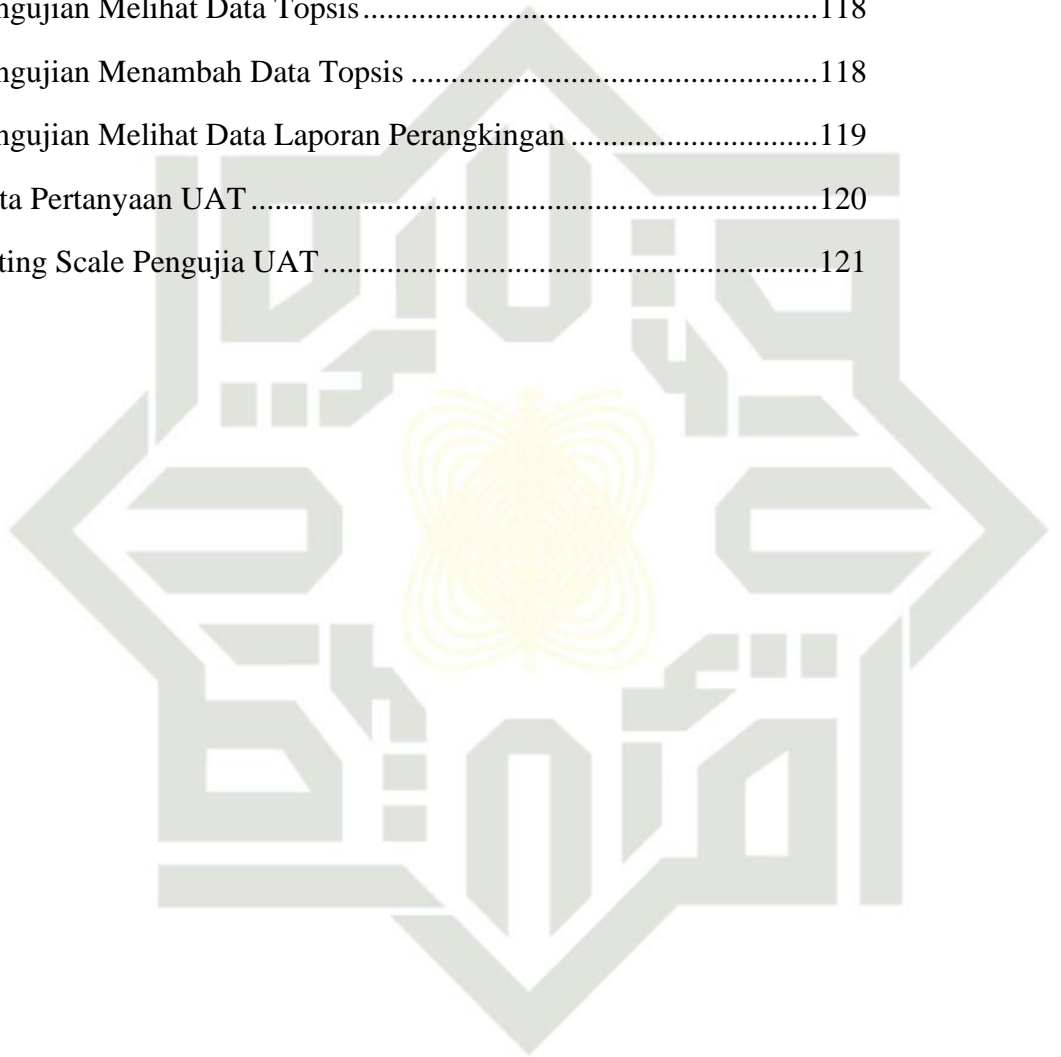 ngujian Melihat Data Topsis....................................................118
ngujian Menambah Data Topsis..............................................118
ngujian Melihat Data Laporan Perangkingan............................119
ta Pertanyaan UAT.................................................................120
ting Scale Pengujia UAT.........................................................121